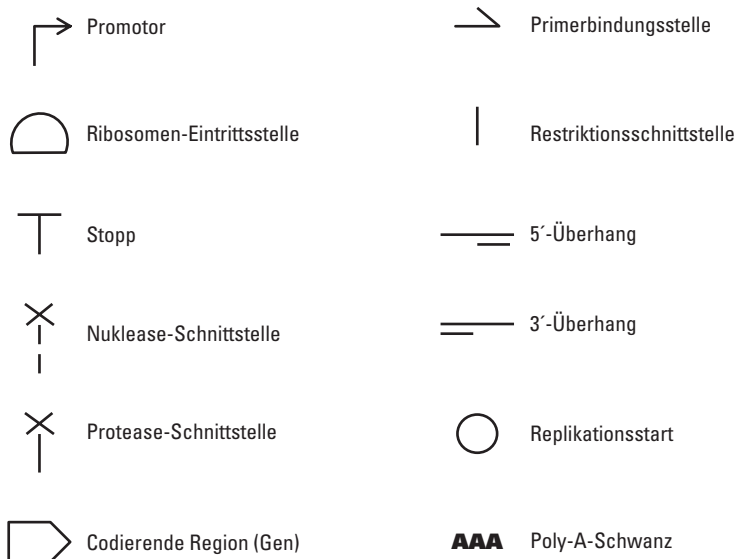 Promotor
Primerbindungsstelle
Ribosomen-Eintrittsstelle
Restriktionsschnittstelle
Stopp
5´-Überhang
Nuklease-Schnittstelle
3´-Überhang
Protease-Schnittstelle
Replikationsstart
Codierende Region (Gen)
AAA Poly-A-Schwanz